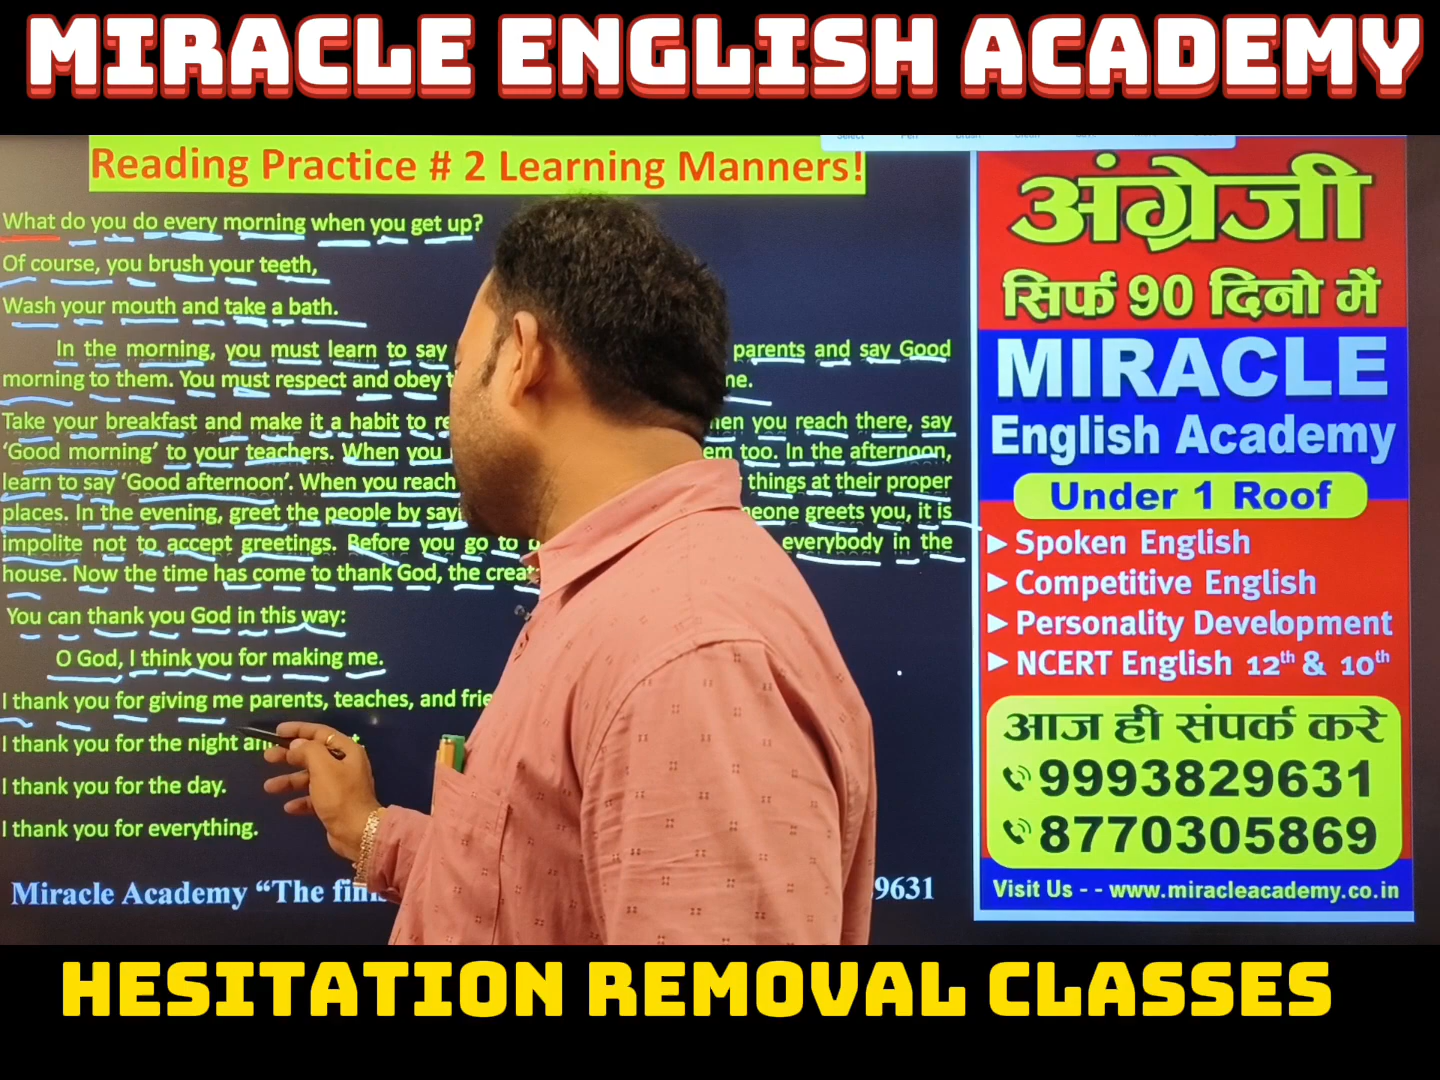 MIRACLE ENGLISH ACADEMY
Reading Practice # 2 Learning Manners!
What do you do every morning when you get up?
Of course, you brush your teeth,
Wash your mouth and take a bath.
In the morning, you must learn to say parents and say Good
morning to them. You must respect and obey
Take your breakfast and make it a habit to you reach there, say
‘Good morning’ to your teachers. When you too. In the afternoon,
learn to say ‘Good afternoon’. When you reach things at their proper
places. In the evening, greet the people by greets you, it is
impolite not to accept greetings. Before you go to everybody in the
house. Now the time has come to thank God, the
You can thank you God in this way:
O God, I think you for making me.
I thank you for giving me parents, teaches, and
I thank you for the night
I thank you for the day.
I thank you for everything.
Miracle Academy “The 9631
अंग्रेजी
सिर्फ 90 दिनो में
MIRACLE
English Academy
Under 1 Roof
Spoken English
Competitive English
Personality Development
NCERT English 12th & 10th
आज ही संपर्क करे
9993829631
8770305869
Visit Us - - www.miracleacademy.co.in
HESITATION REMOVAL CLASSES